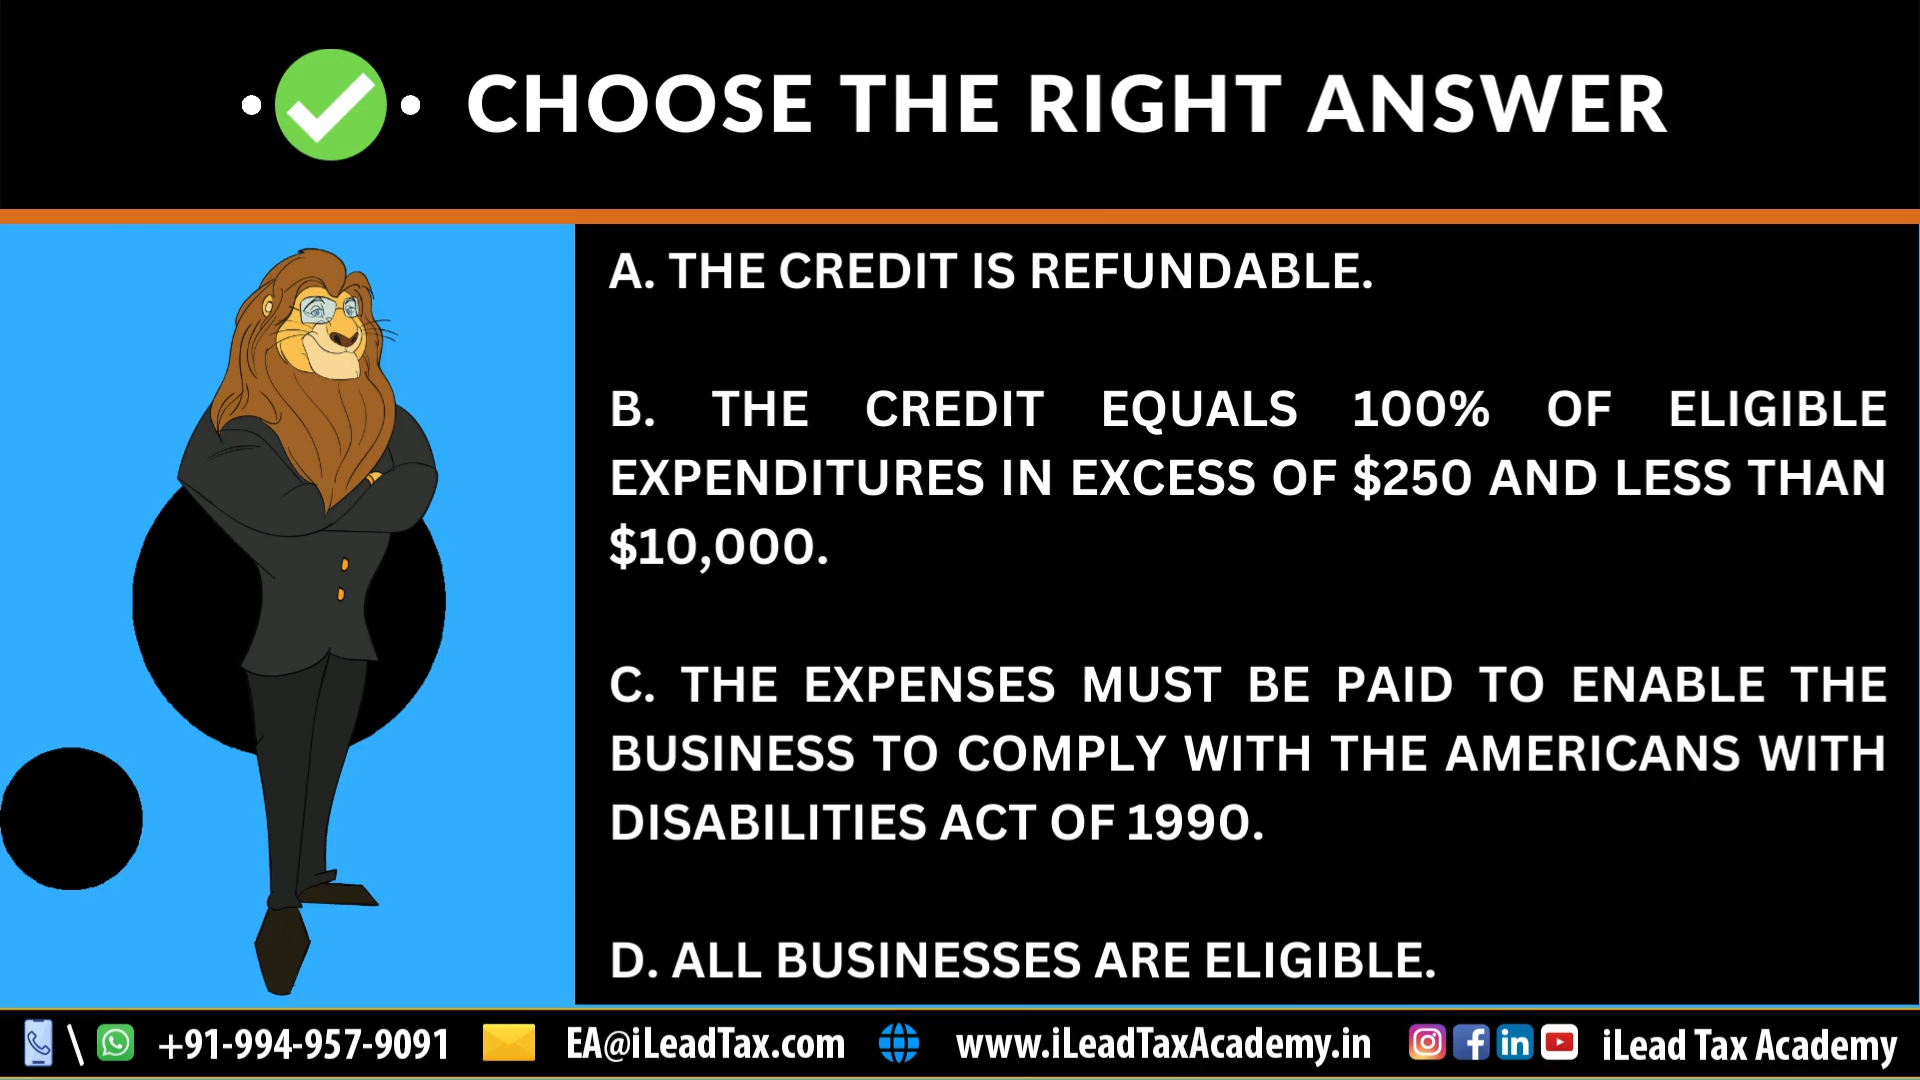 CHOOSE THE RIGHT ANSWER
A. THE CREDIT IS REFUNDABLE.
B. THE CREDIT EQUALS 100% OF ELIGIBLE
EXPENDITURES IN EXCESS OF $250 AND LESS THAN
$10,000.
C. THE EXPENSES MUST BE PAID TO ENABLE THE
BUSINESS TO COMPLY WITH THE AMERICANS WITH
DISABILITIES ACT OF 1990.
D. ALL BUSINESSES ARE ELIGIBLE.
\ +91-994-957-9091 EA@iLeadTax.com www.iLeadTaxAcademy.in iLead Tax Academy